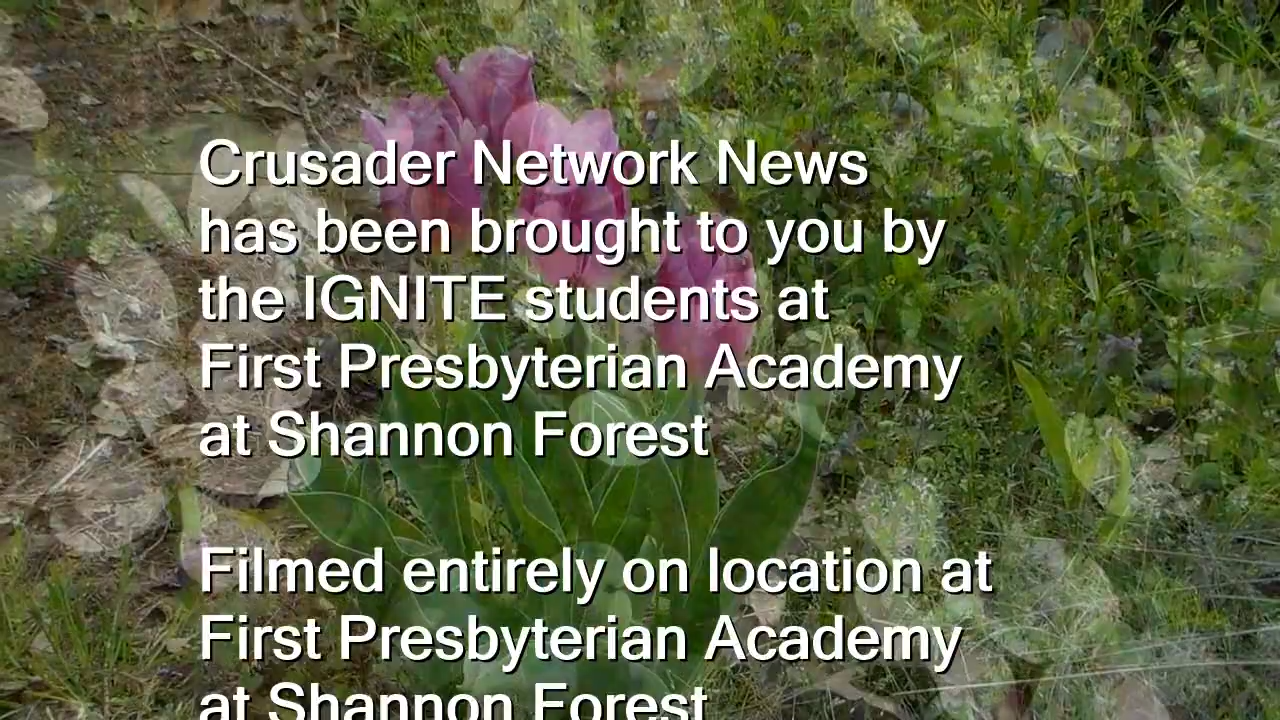 Crusader Network News
has been brought to you by
the IGNITE students at
First Presbyterian Academy
at Shannon Forest
Filmed entirely on location at
First Presbyterian Academy
at Shannon Forest